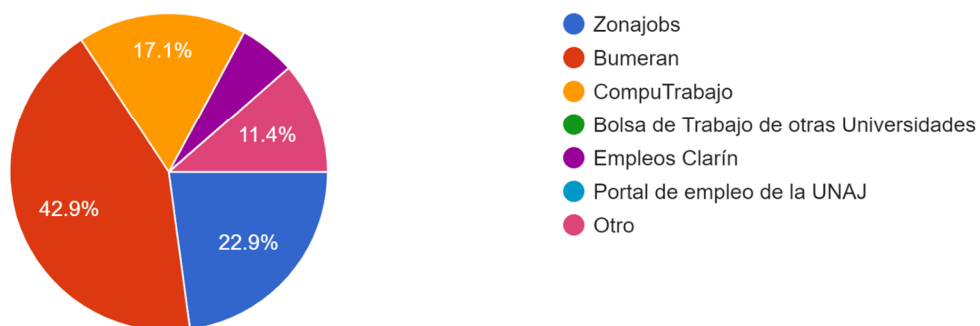 17.1%
11.4%
42.9%
22.9%
Zonajobs
Bumeran
CompuTrabajo
Bolsa de Trabajo de otras Universidades
Empleos Clarín
Portal de empleo de la UNAJ
Otro